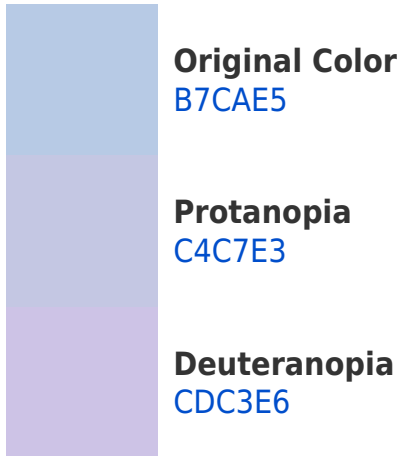 Original Color
B7CAE5
Protanopia
C4C7E3
Deuteranopia
CDC3E6